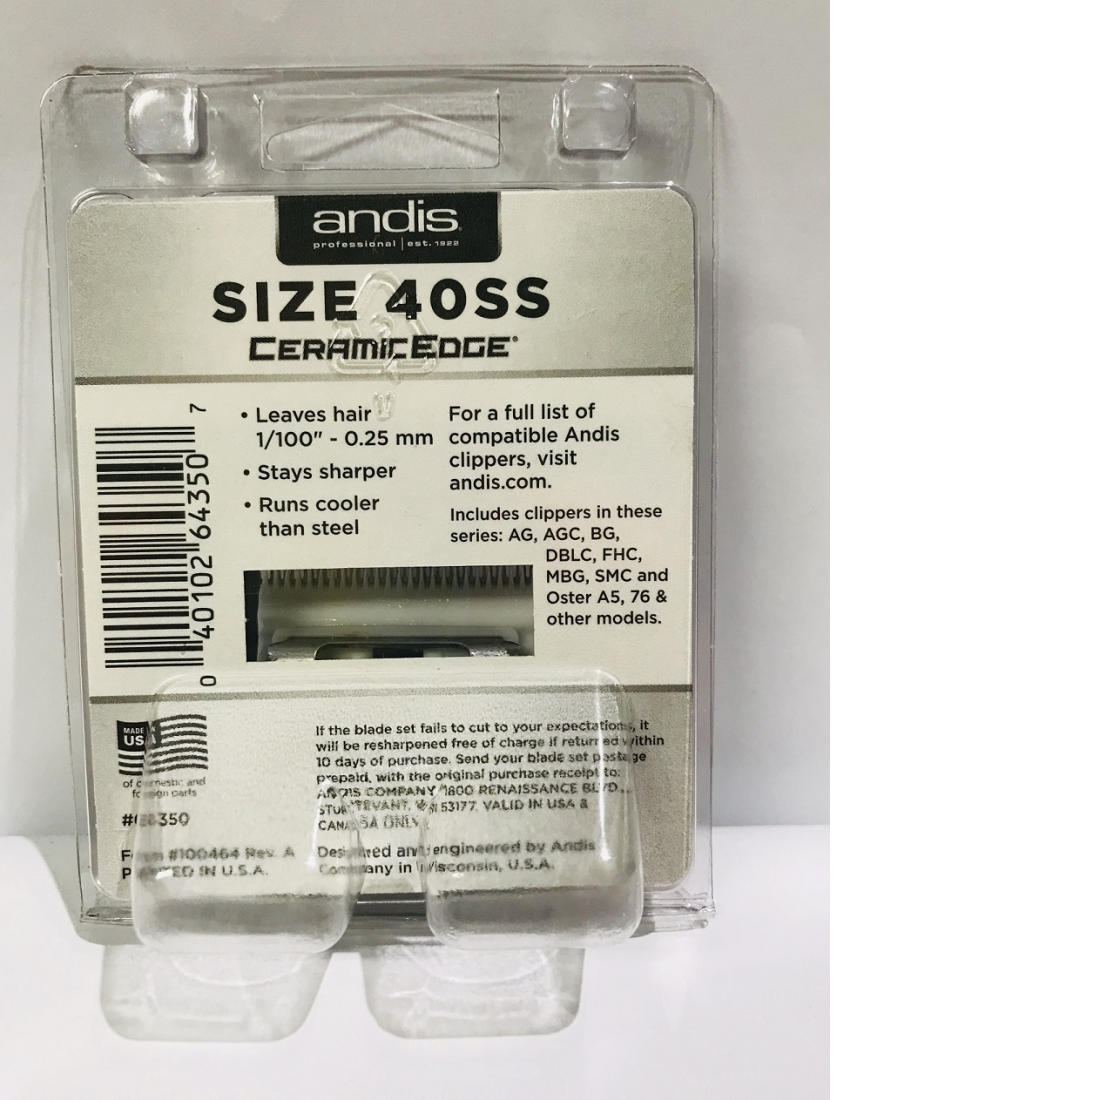 andis
professional | est. 1922
SIZE 40SS
CERAMICEDGE®
• Leaves hair
1/100" - 0.25 mm
• Stays sharper
• Runs cooler
than steel
For a full list of
compatible Andis
clippers, visit
andis.com.
Includes clippers in these
series: AG, AGC, BG,
DBLC, FHC,
MBG, SMC and
Oster A5, 76 &
other models.
0 40102 64350 7
MADE
USA
of domestic and
foreign parts
350
#100464 Rev. A
IN U.S.A.
If the blade set fails to cut to your expectations, it
will be resharpened free of charge if returned within
10 days of purchase. Send your blade set postage
prepaid, with the original purchase receipt to:
ANDIS COMPANY 1800 RENAISSANCE BLVD.,
STURTEVANT, WI 53177. VALID IN USA &
CANADA ONLY.
Designed and engineered by Andis
Company in Wisconsin, U.S.A.